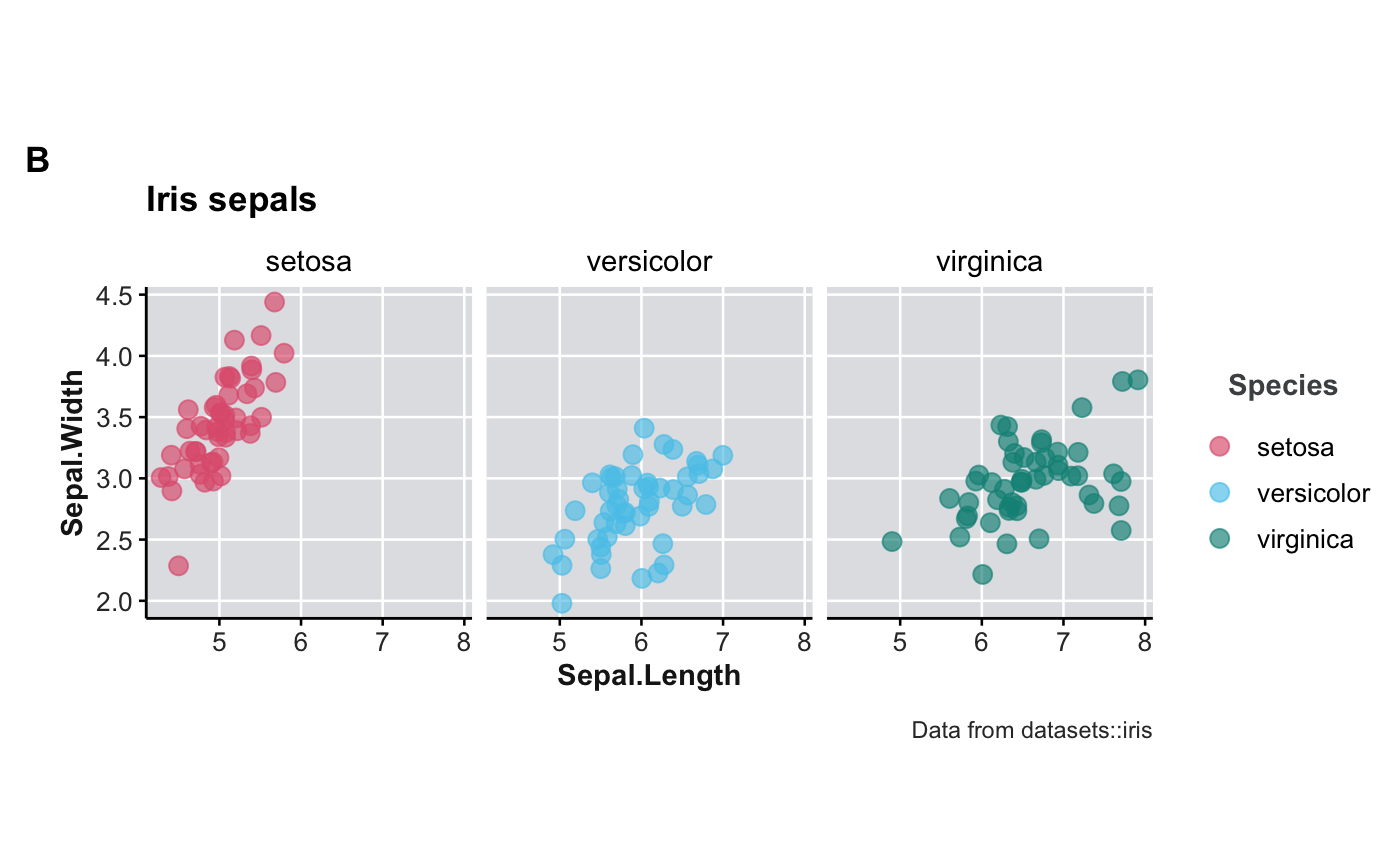 B
Iris sepals
setosa versicolor virginica
4.5
4.0
3.5
3.0
2.5
2.0
Sepal.Width
5 6 7 8 5 6 7 8 5 6 7 8
Sepal.Length
Species
setosa
versicolor
virginica
Data from datasets::iris